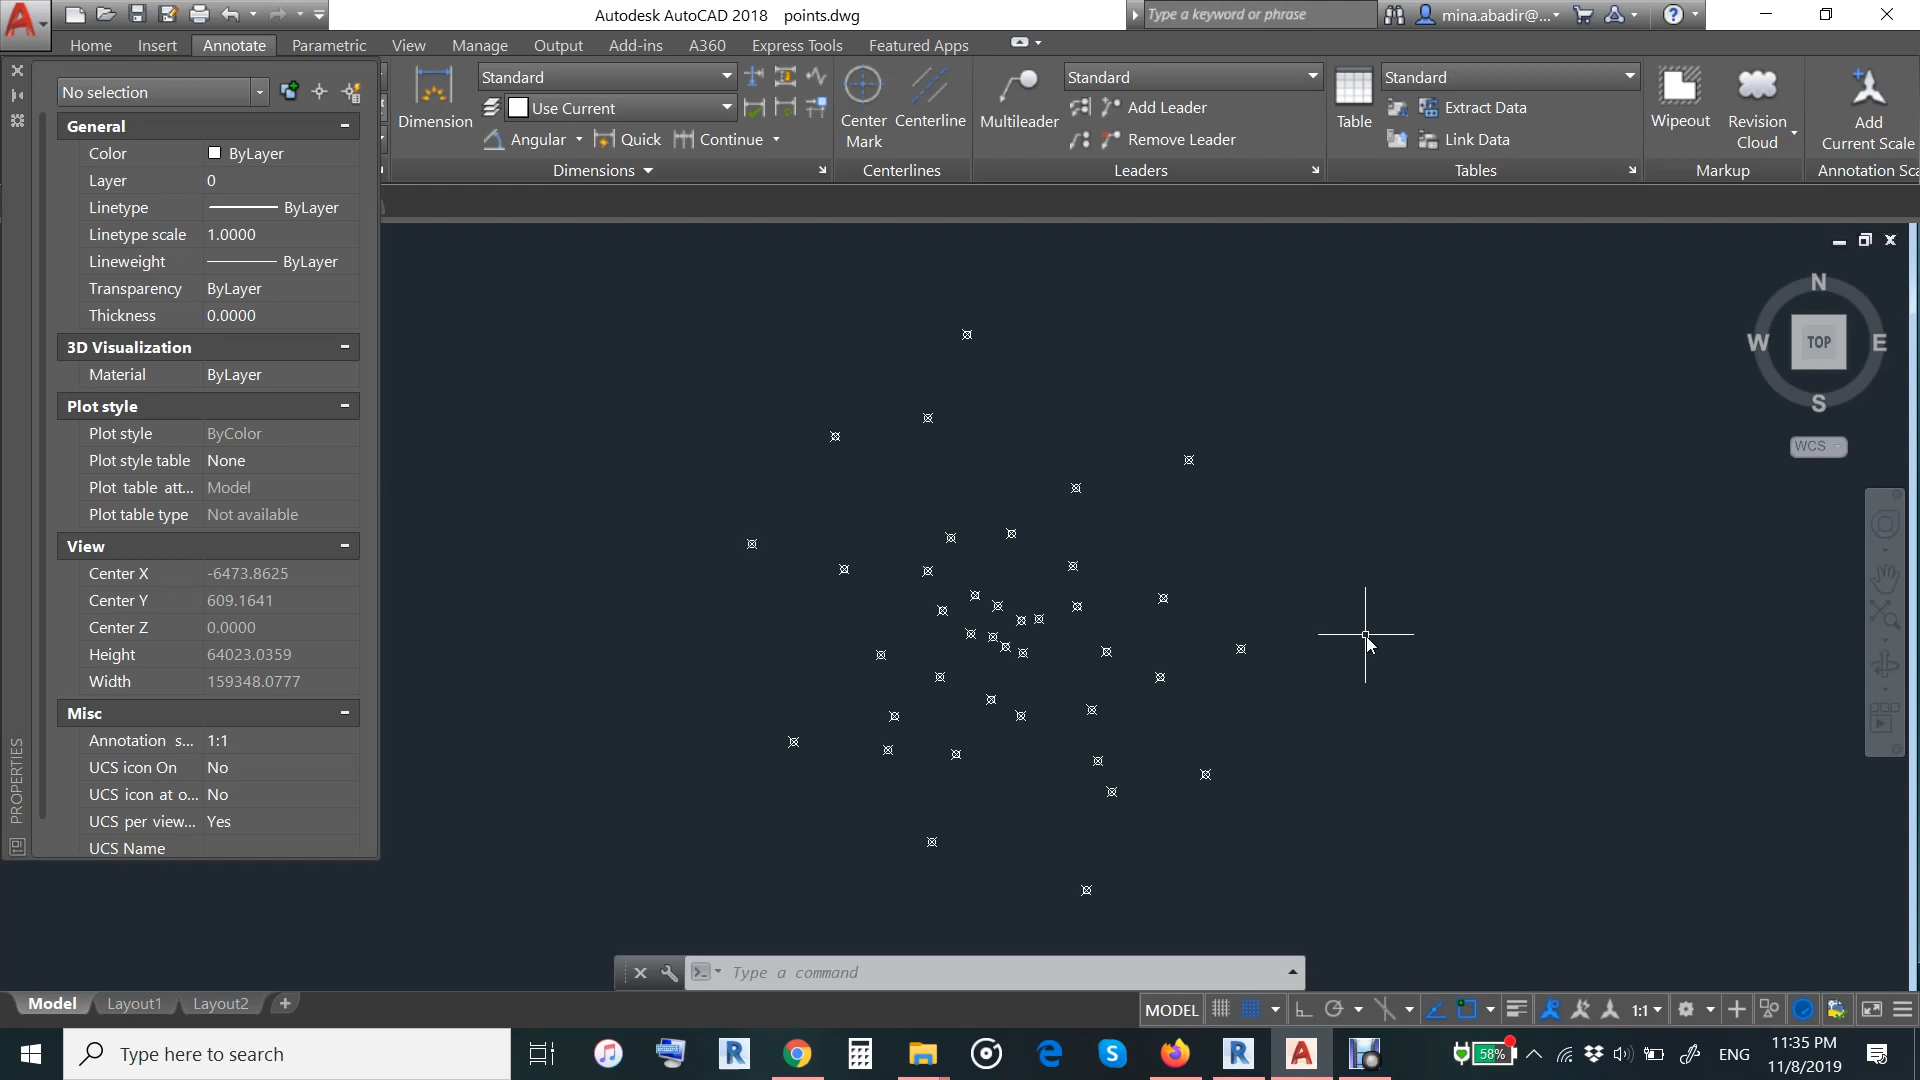 Autodesk AutoCAD 2018 points.dwg
Type a keyword or phrase
mina.abadir@...
Home Insert Annotate Parametric View Manage Output Add-ins A360 Express Tools Featured Apps
No selection
General
Color ByLayer
Layer 0
Linetype ByLayer
Linetype scale 1.0000
Lineweight ByLayer
Transparency ByLayer
Thickness 0.0000
3D Visualization
Material ByLayer
Plot style
Plot style ByColor
Plot style table None
Plot table att... Model
Plot table type Not available
View
Center X -6473.8625
Center Y 609.1641
Center Z 0.0000
Height 64023.0359
Width 159348.0777
Misc
Annotation s... 1:1
UCS icon On No
UCS icon at o... No
UCS per view... Yes
UCS Name
PROPERTIES
Dimension
Standard
Use Current
Angular Quick Continue
Dimensions
Center Mark
Centerline
Centerlines
Multileader
Standard
Add Leader
Remove Leader
Leaders
Table
Standard
Extract Data
Link Data
Tables
Wipeout
Revision Cloud
Markup
Add Current Scale
Annotation Sca
N
W TOP E
S
WCS
Type a command
Model Layout1 Layout2
MODEL 1:1
Type here to search
58%
ENG
11:35 PM
11/8/2019